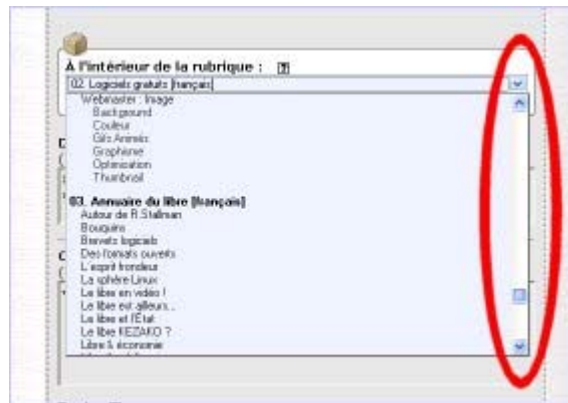 À l'intérieur de la rubrique : [?]
02. Logiciels gratuits [français]
Webmaster : Image
Background
Couleur
Gifs Animés
Graphisme
Optimisation
Thumbnail
03. Annuaire du libre [français]
Autour de R.Stallman
Bouquins
Brevets logiciels
Des formats ouverts
L'esprit frondeur
La sphère Linux
Le libre en vidéo !
Le libre est ailleurs...
Le libre et l'État
Le libre KEZAKO ?
Libre & économie